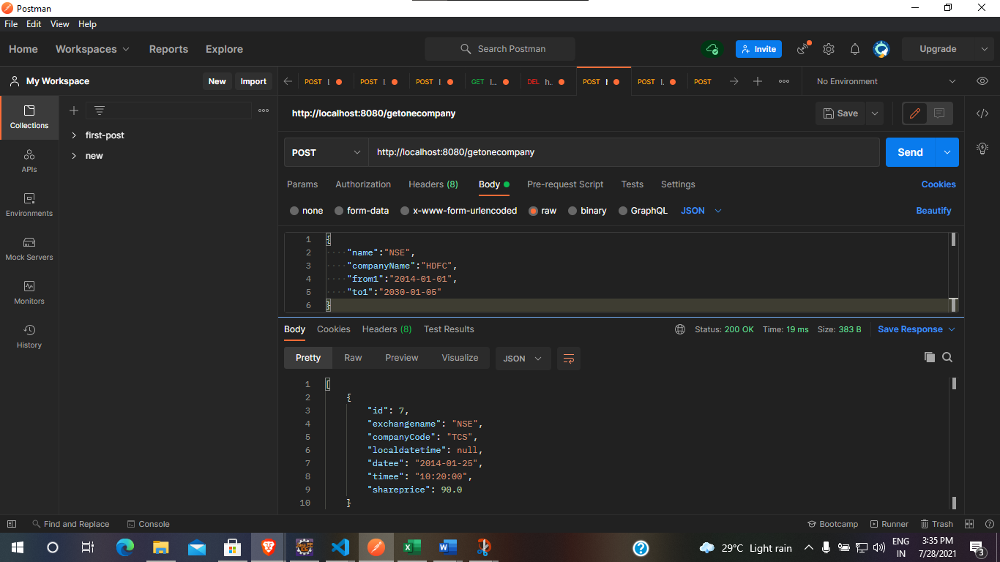 Postman
File Edit View Help
Home Workspaces Reports Explore Search Postman Invite Upgrade
My Workspace New Import
POST POST POST GET DEL h.. POST POST POST No Environment
http://localhost:8080/getonecompany Save
Collections
first-post
new
APIs
Environments
Mock Servers
Monitors
History
POST http://localhost:8080/getonecompany Send
Params Authorization Headers (8) Body Pre-request Script Tests Settings Cookies
none form-data x-www-form-urlencoded raw binary GraphQL JSON Beautify
1 {
2 "name":"NSE",
3 "companyName":"HDFC",
4 "from1":"2014-01-01",
5 "to1":"2030-01-05"
6 }
Body Cookies Headers (8) Test Results Status: 200 OK Time: 19 ms Size: 383 B Save Response
Pretty Raw Preview Visualize JSON
1 [
2 {
3 "id": 7,
4 "exchangename": "NSE",
5 "companyCode": "TCS",
6 "localdatetime": null,
7 "datee": "2014-01-25",
8 "timee": "10:20:00",
9 "shareprice": 90.0
10 }
Find and Replace Console Bootcamp Runner Trash
29°C Light rain ENG 3:35 PM
IN 7/28/2021 3